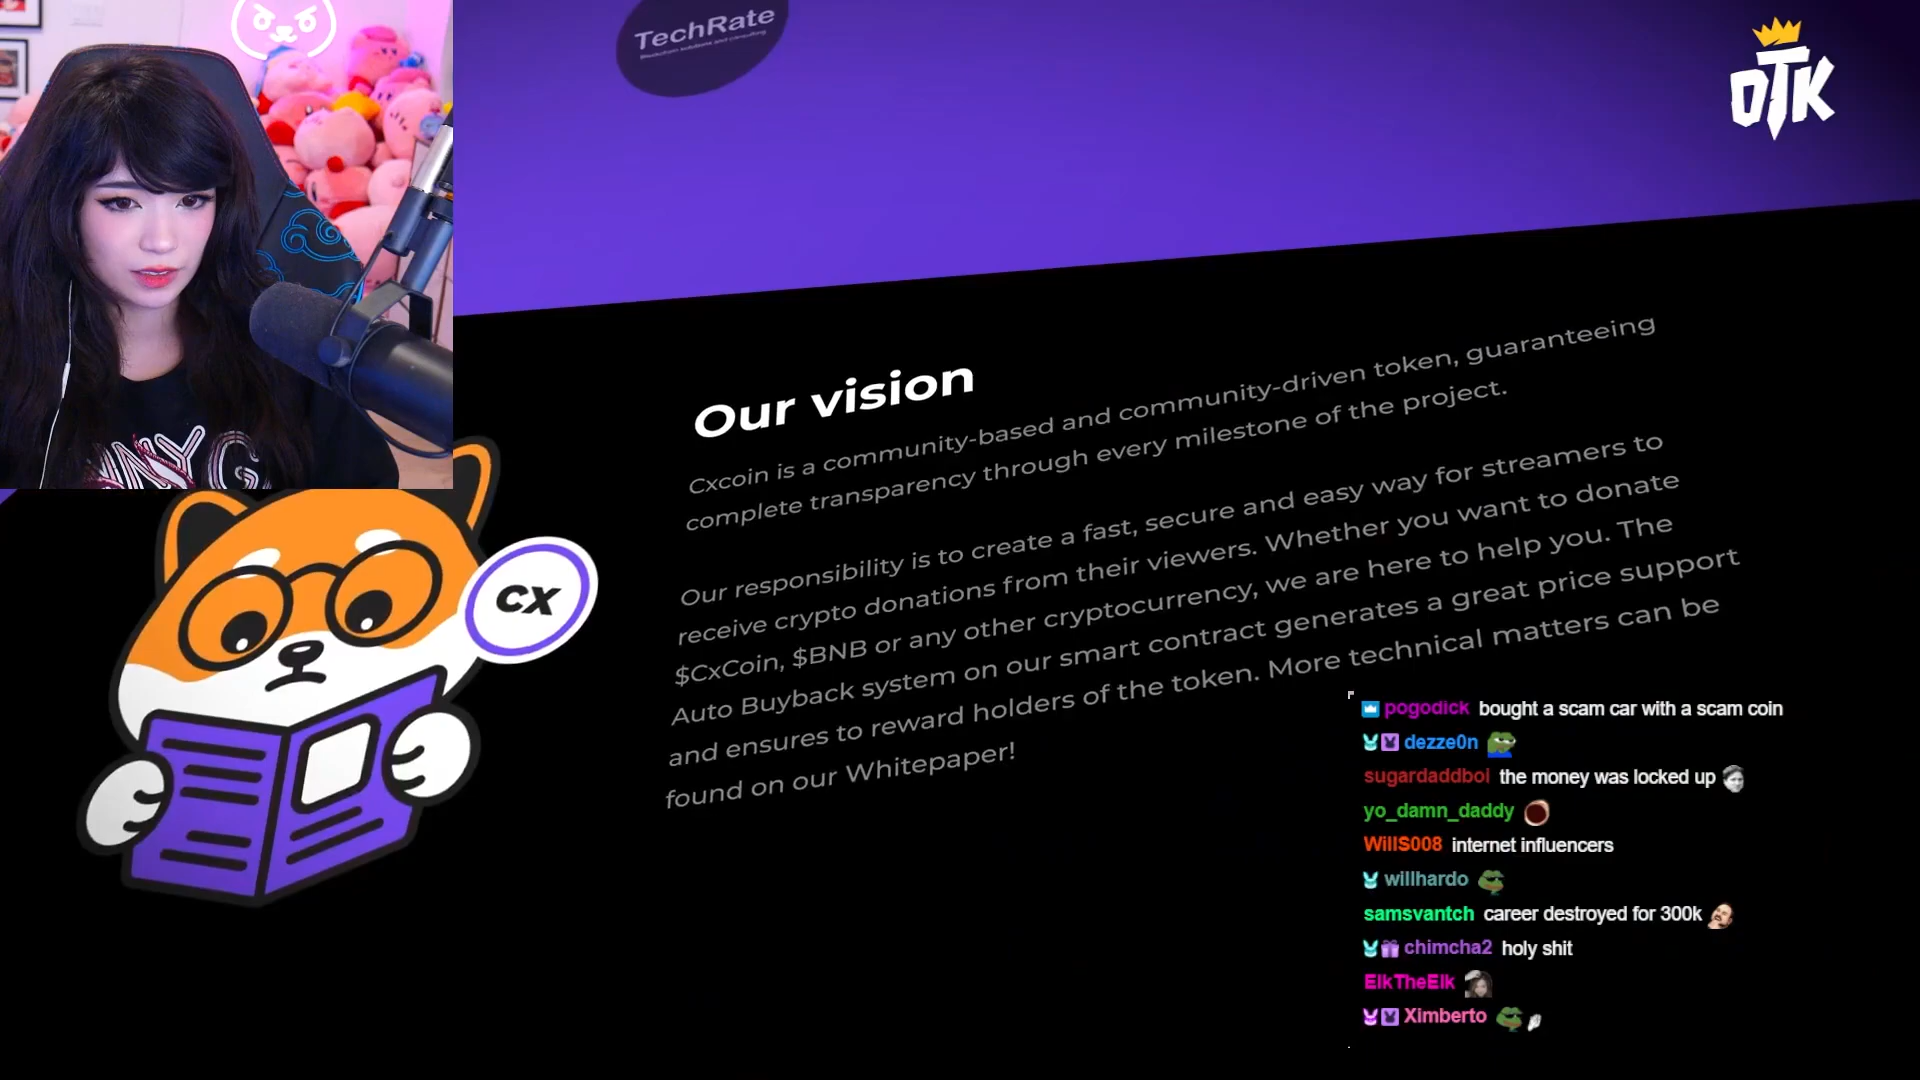 TechRate
Blockchain solutions and consulting
OTK
NNY G
Our vision
Cxcoin is a community-based and community-driven token, guaranteeing
complete transparency through every milestone of the project.
Our responsibility is to create a fast, secure and easy way for streamers to
receive crypto donations from their viewers. Whether you want to donate
$CxCoin, $BNB or any other cryptocurrency, we are here to help you. The
Auto Buyback system on our smart contract generates a great price support
and ensures to reward holders of the token. More technical matters can be
found on our Whitepaper!
CX
pogodick bought a scam car with a scam coin
dezze0n
sugardaddboi the money was locked up
yo_damn_daddy
WillS008 internet influencers
willhardo
samsvantch career destroyed for 300k
chimcha2 holy shit
ElkTheElk
Ximberto